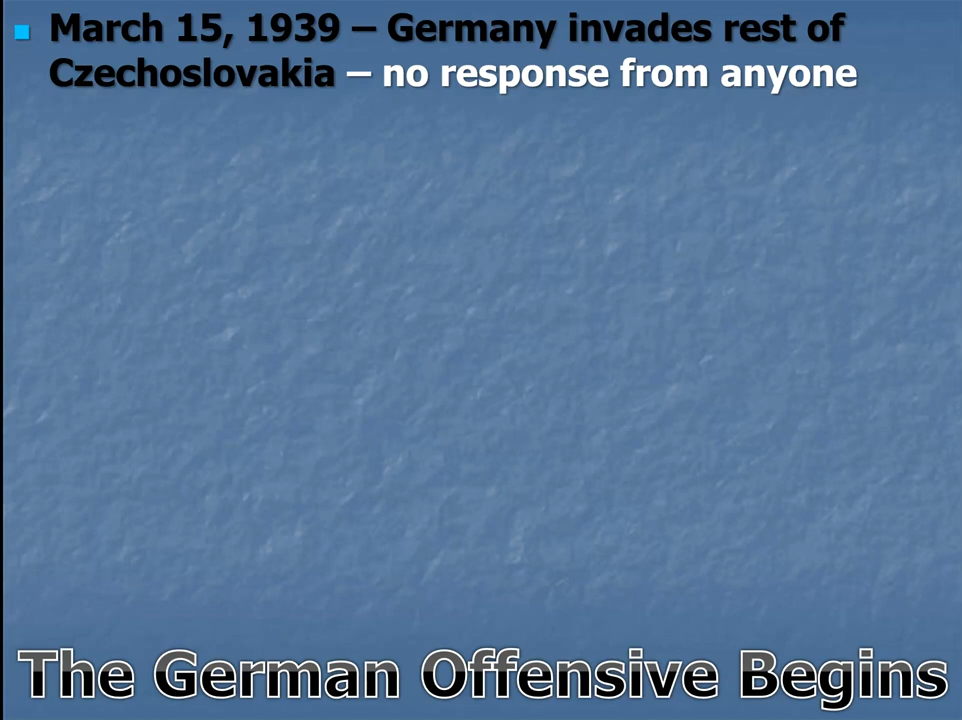 March 15, 1939 – Germany invades rest of
Czechoslovakia – no response from anyone
The German Offensive Begins